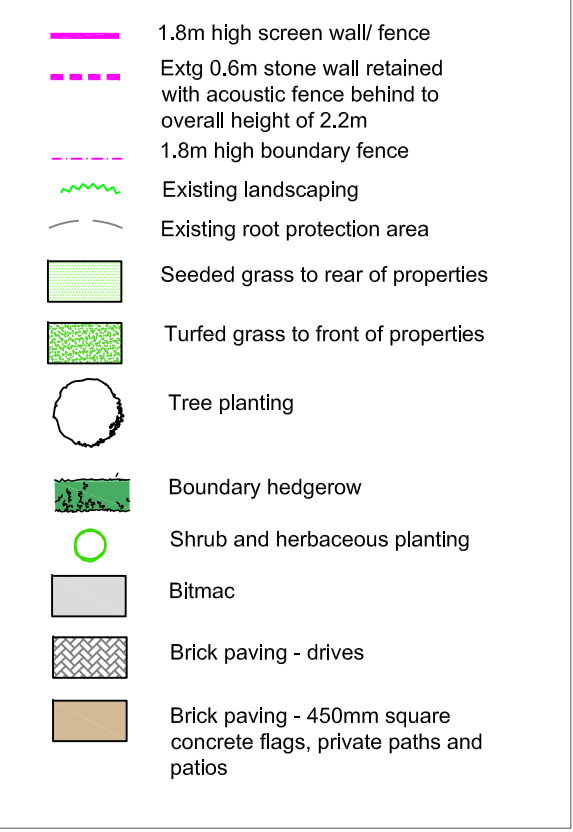 1.8m high screen wall/ fence
Extg 0.6m stone wall retained
with acoustic fence behind to
overall height of 2.2m
1.8m high boundary fence
Existing landscaping
Existing root protection area
Seeded grass to rear of properties
Turfed grass to front of properties
Tree planting
Boundary hedgerow
Shrub and herbaceous planting
Bitmac
Brick paving - drives
Brick paving - 450mm square
concrete flags, private paths and
patios